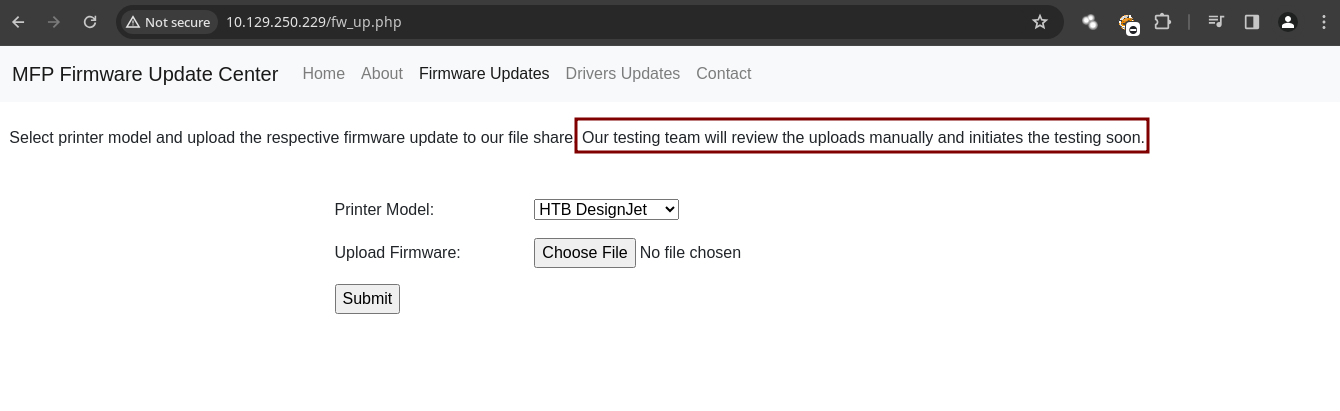 Not secure 10.129.250.229/fw_up.php
MFP Firmware Update Center Home About Firmware Updates Drivers Updates Contact
Select printer model and upload the respective firmware update to our file share. Our testing team will review the uploads manually and initiates the testing soon.
Printer Model: HTB DesignJet
Upload Firmware: Choose File No file chosen
Submit